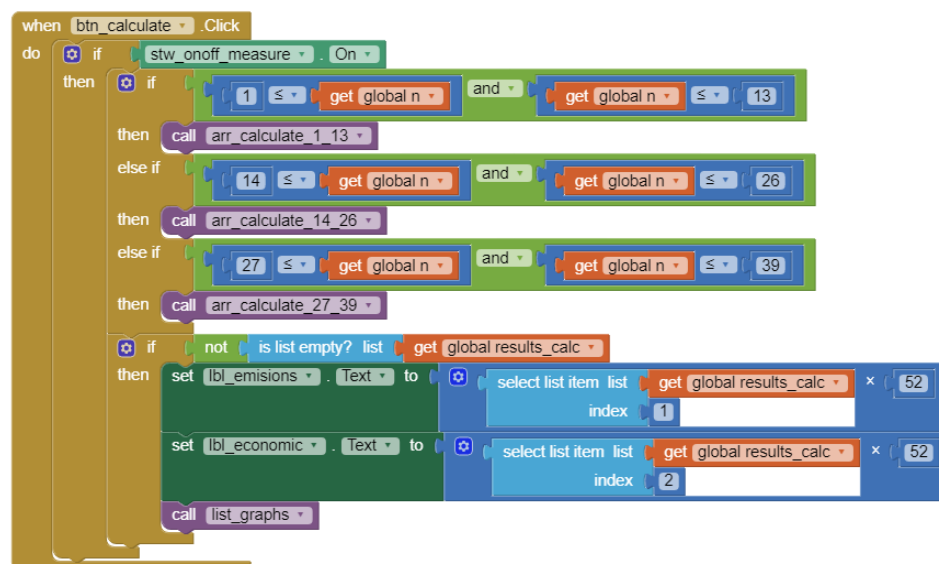 when btn_calculate .Click
do if stw_onoff_measure . On
then if 1 ≤ get global n and get global n ≤ 13
then call arr_calculate_1_13
else if 14 ≤ get global n and get global n ≤ 26
then call arr_calculate_14_26
else if 27 ≤ get global n and get global n ≤ 39
then call arr_calculate_27_39
if not is list empty? list get global results_calc
then set lbl_emisions . Text to select list item list get global results_calc × 52
index 1
set lbl_economic . Text to select list item list get global results_calc × 52
index 2
call list_graphs